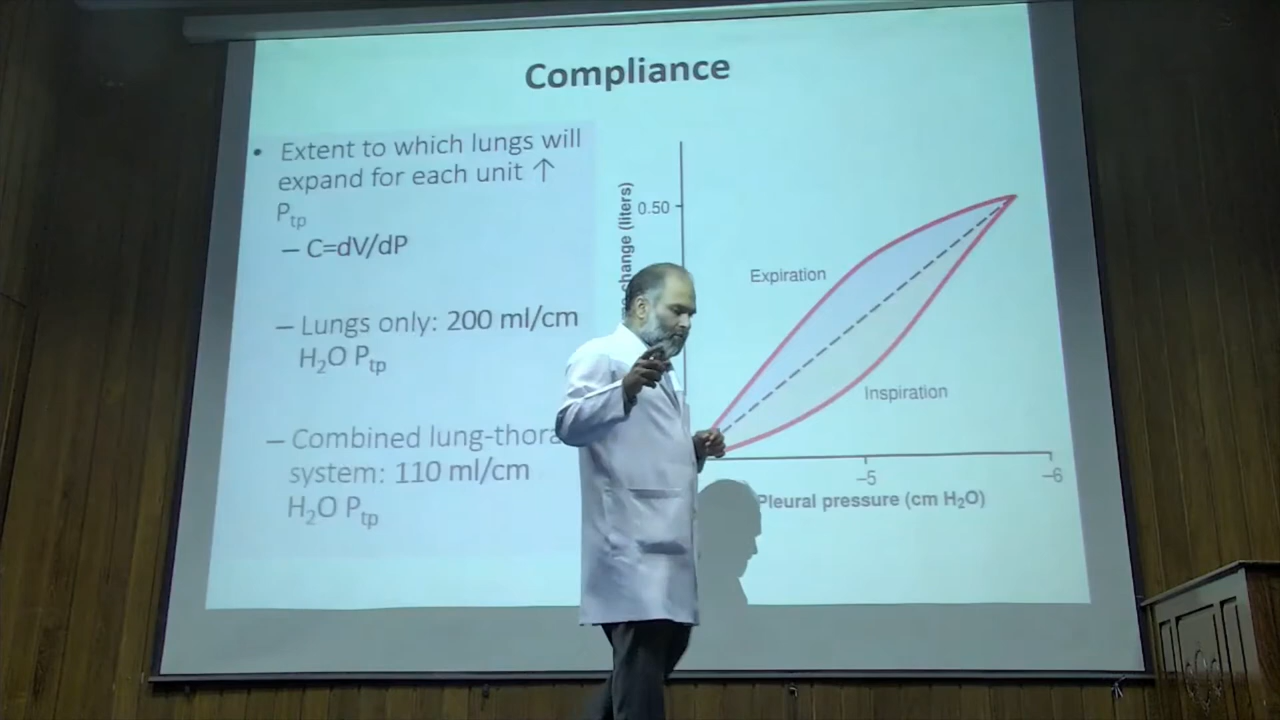 Compliance
• Extent to which lungs will
expand for each unit ↑
Ptp
– C=dV/dP
– Lungs only: 200 ml/cm
H₂O Ptp
– Combined lung-thora
system: 110 ml/cm
H₂O Ptp
change (liters)
0.50
Expiration
Inspiration
–5
–6
Pleural pressure (cm H₂O)